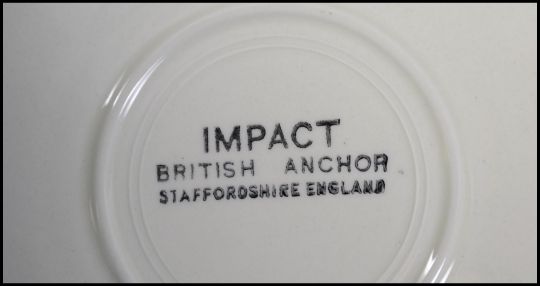 IMPACT
BRITISH ANCHOR
STAFFORDSHIRE ENGLAND